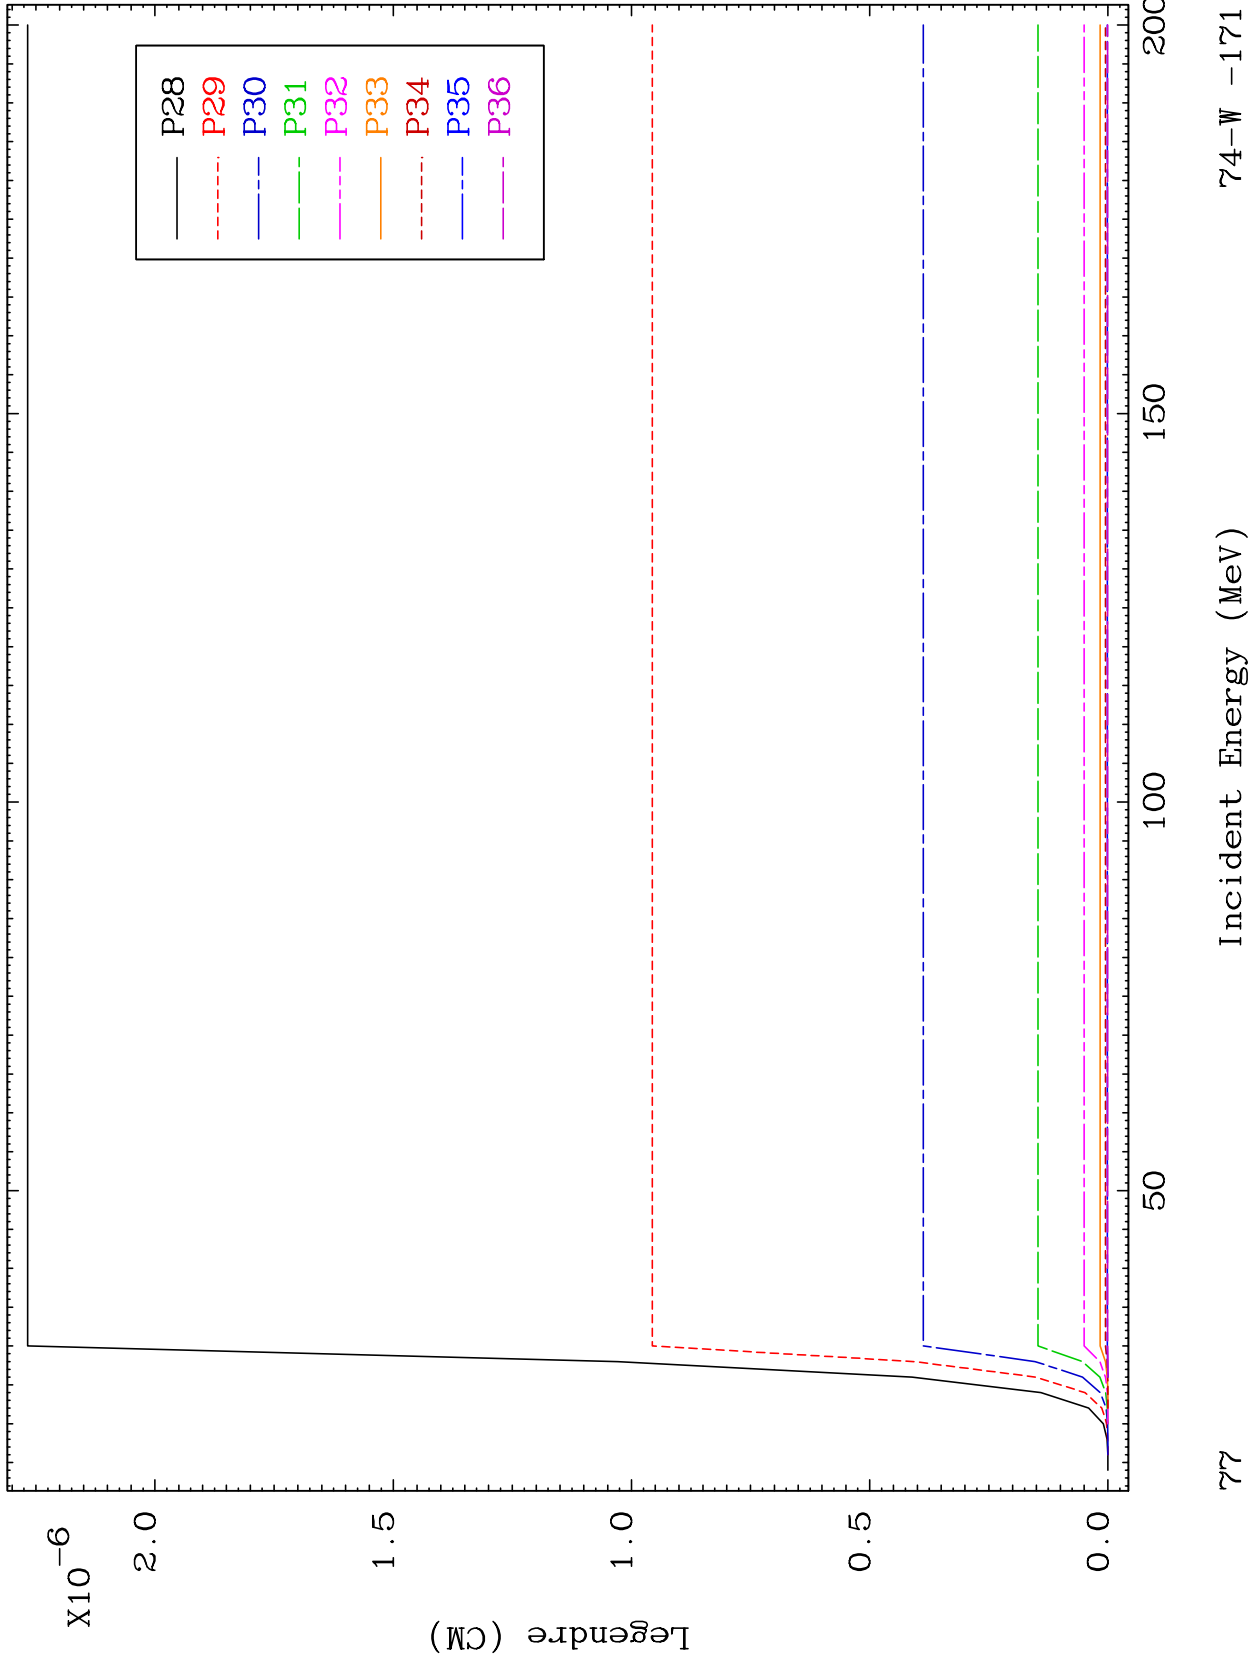 X10-6
2.0
1.5
1.0
0.5
0.0
Legendre (CM)
P28
P29
P30
P31
P32
P33
P34
P35
P36
50
100
150
200
Incident Energy (MeV)
77
74-W -171